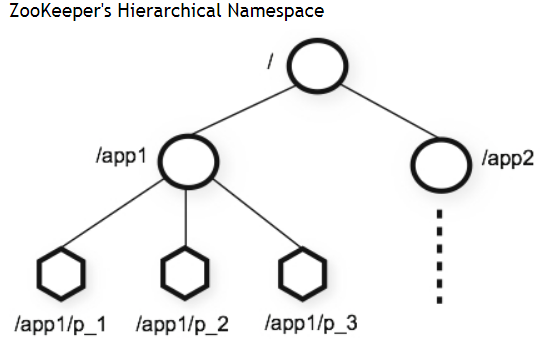 ZooKeeper's Hierarchical Namespace
/
/app1
/app2
/app1/p_1
/app1/p_2
/app1/p_3